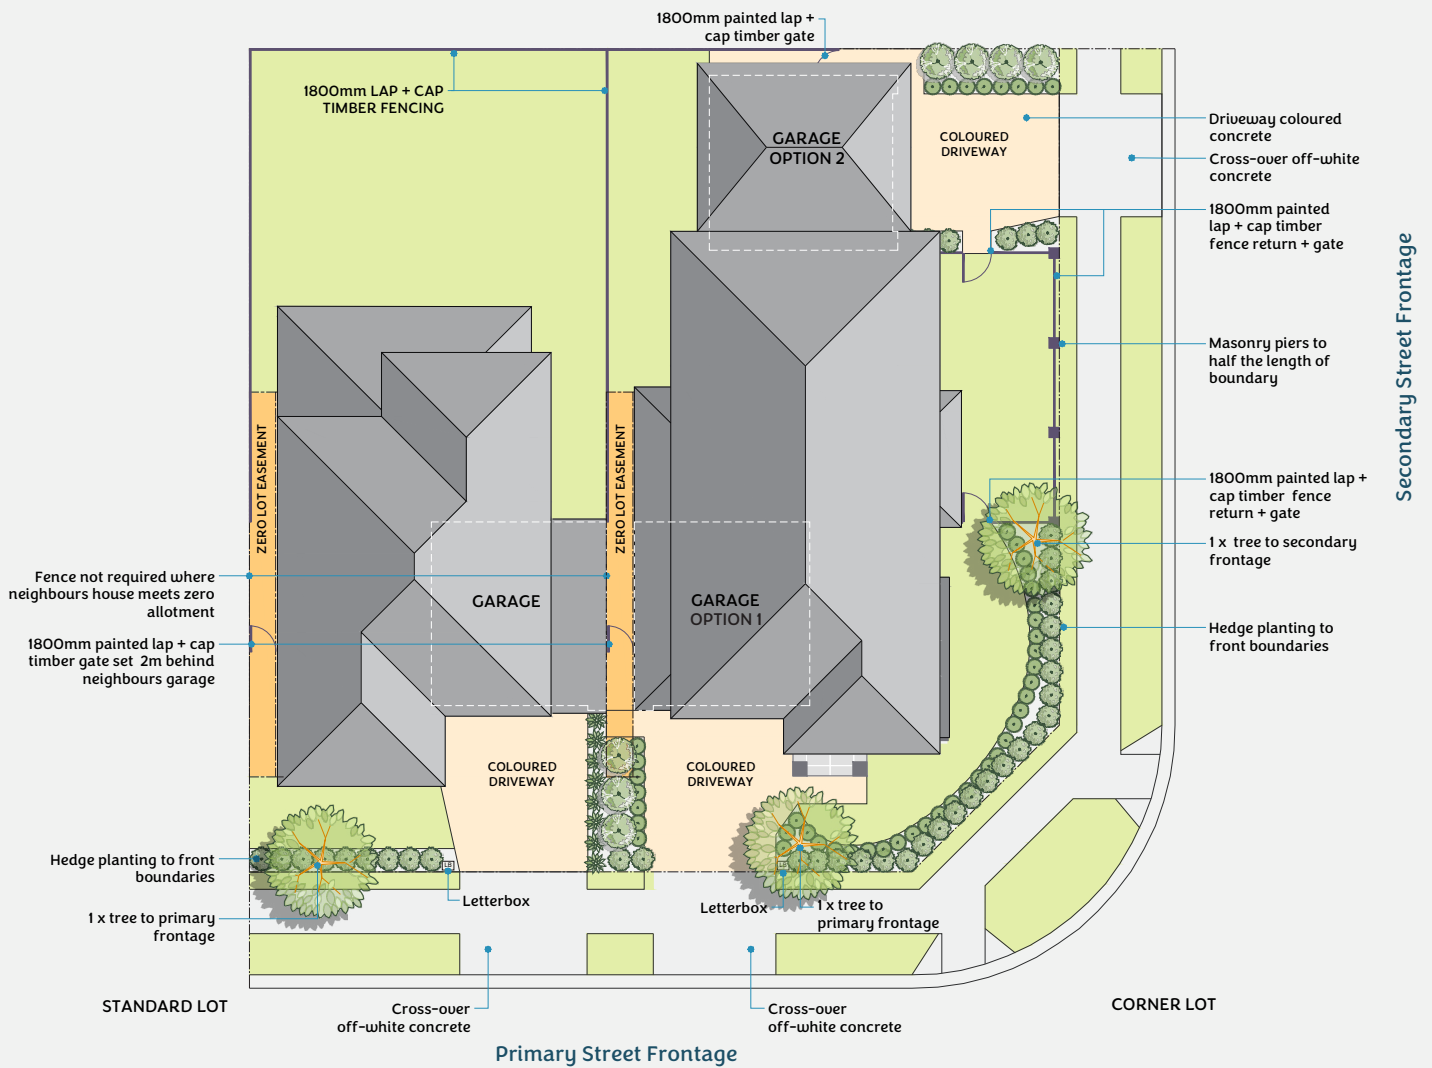 1800mm painted lap +
cap timber gate
1800mm LAP + CAP
TIMBER FENCING
GARAGE
OPTION 2
COLOURED
DRIVEWAY
Driveway coloured
concrete
Cross-over off-white
concrete
1800mm painted
lap + cap timber
fence return + gate
Secondary Street Frontage
Masonry piers to
half the length of
boundary
ZERO LOT EASEMENT
ZERO LOT EASEMENT
1800mm painted lap +
cap timber fence
return + gate
1 x tree to secondary
frontage
Fence not required where
neighbours house meets zero
allotment
GARAGE
GARAGE
OPTION 1
Hedge planting to
front boundaries
1800mm painted lap + cap
timber gate set 2m behind
neighbours garage
COLOURED
DRIVEWAY
COLOURED
DRIVEWAY
Hedge planting to front
boundaries
LB
LB
Letterbox
Letterbox
1 x tree to
primary frontage
1 x tree to primary
frontage
STANDARD LOT
Cross-over
off-white concrete
Cross-over
off-white concrete
CORNER LOT
Primary Street Frontage